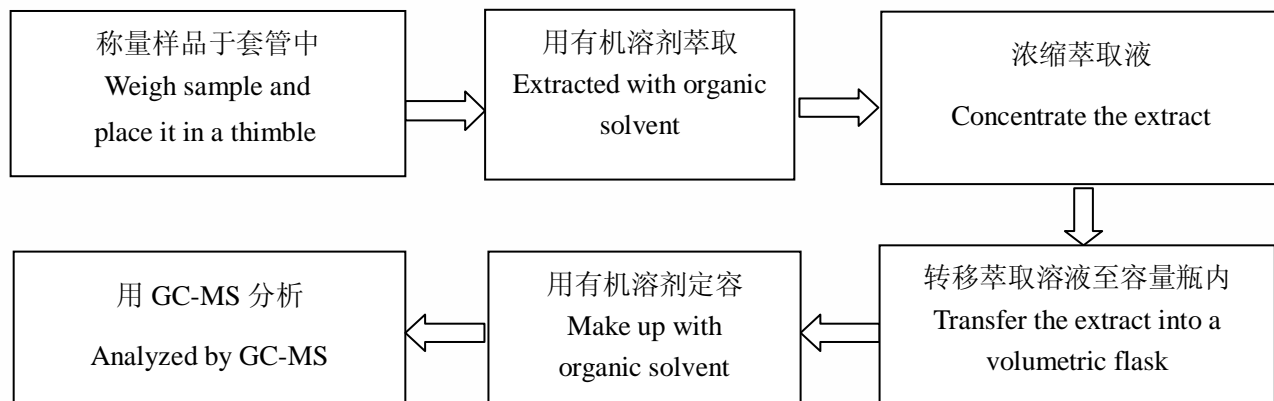 称量样品于套管中
Weigh sample and
place it in a thimble
用有机溶剂萃取
Extracted with organic
solvent
浓缩萃取液
Concentrate the extract
转移萃取溶液至容量瓶内
Transfer the extract into a
volumetric flask
用有机溶剂定容
Make up with
organic solvent
用 GC-MS 分析
Analyzed by GC-MS